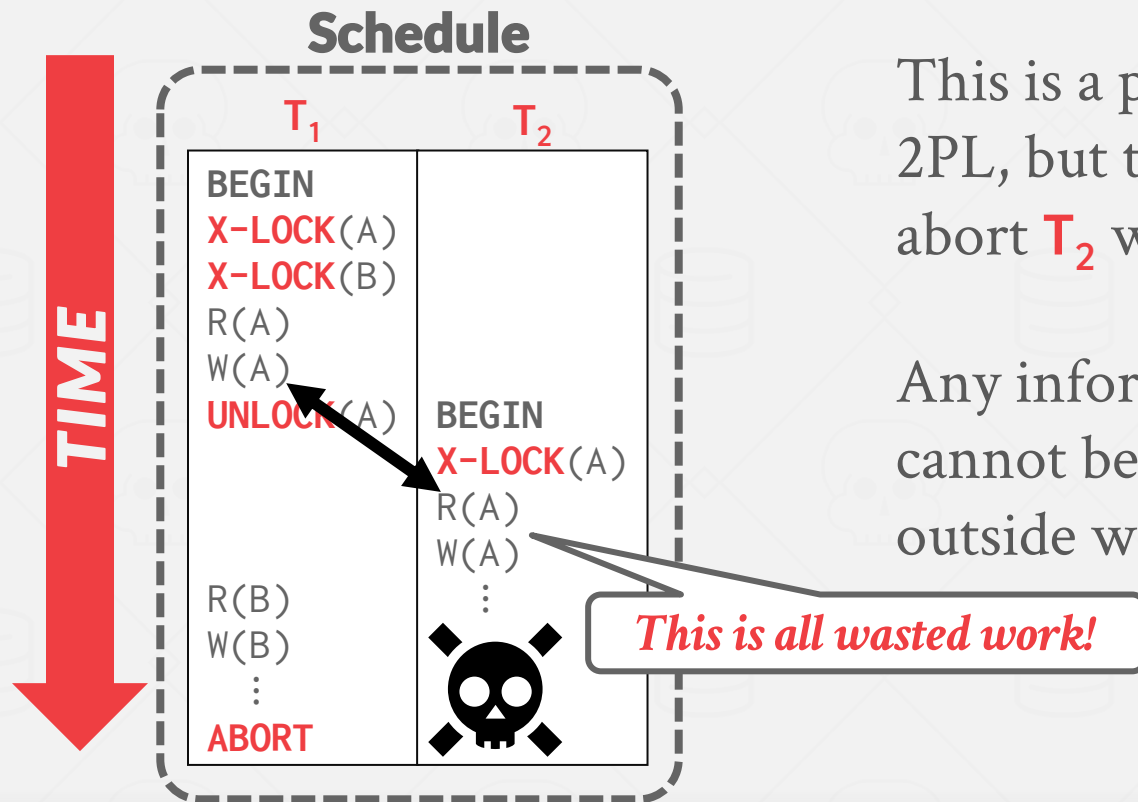 Schedule
TIME
T1 T2
BEGIN
X-LOCK(A)
X-LOCK(B)
R(A)
W(A)
UNLOCK(A) BEGIN
X-LOCK(A)
R(A)
W(A)
⋮
R(B)
W(B)
⋮
ABORT
This is all wasted work!
This is a
2PL, but
abort T2
Any
cannot be
outside